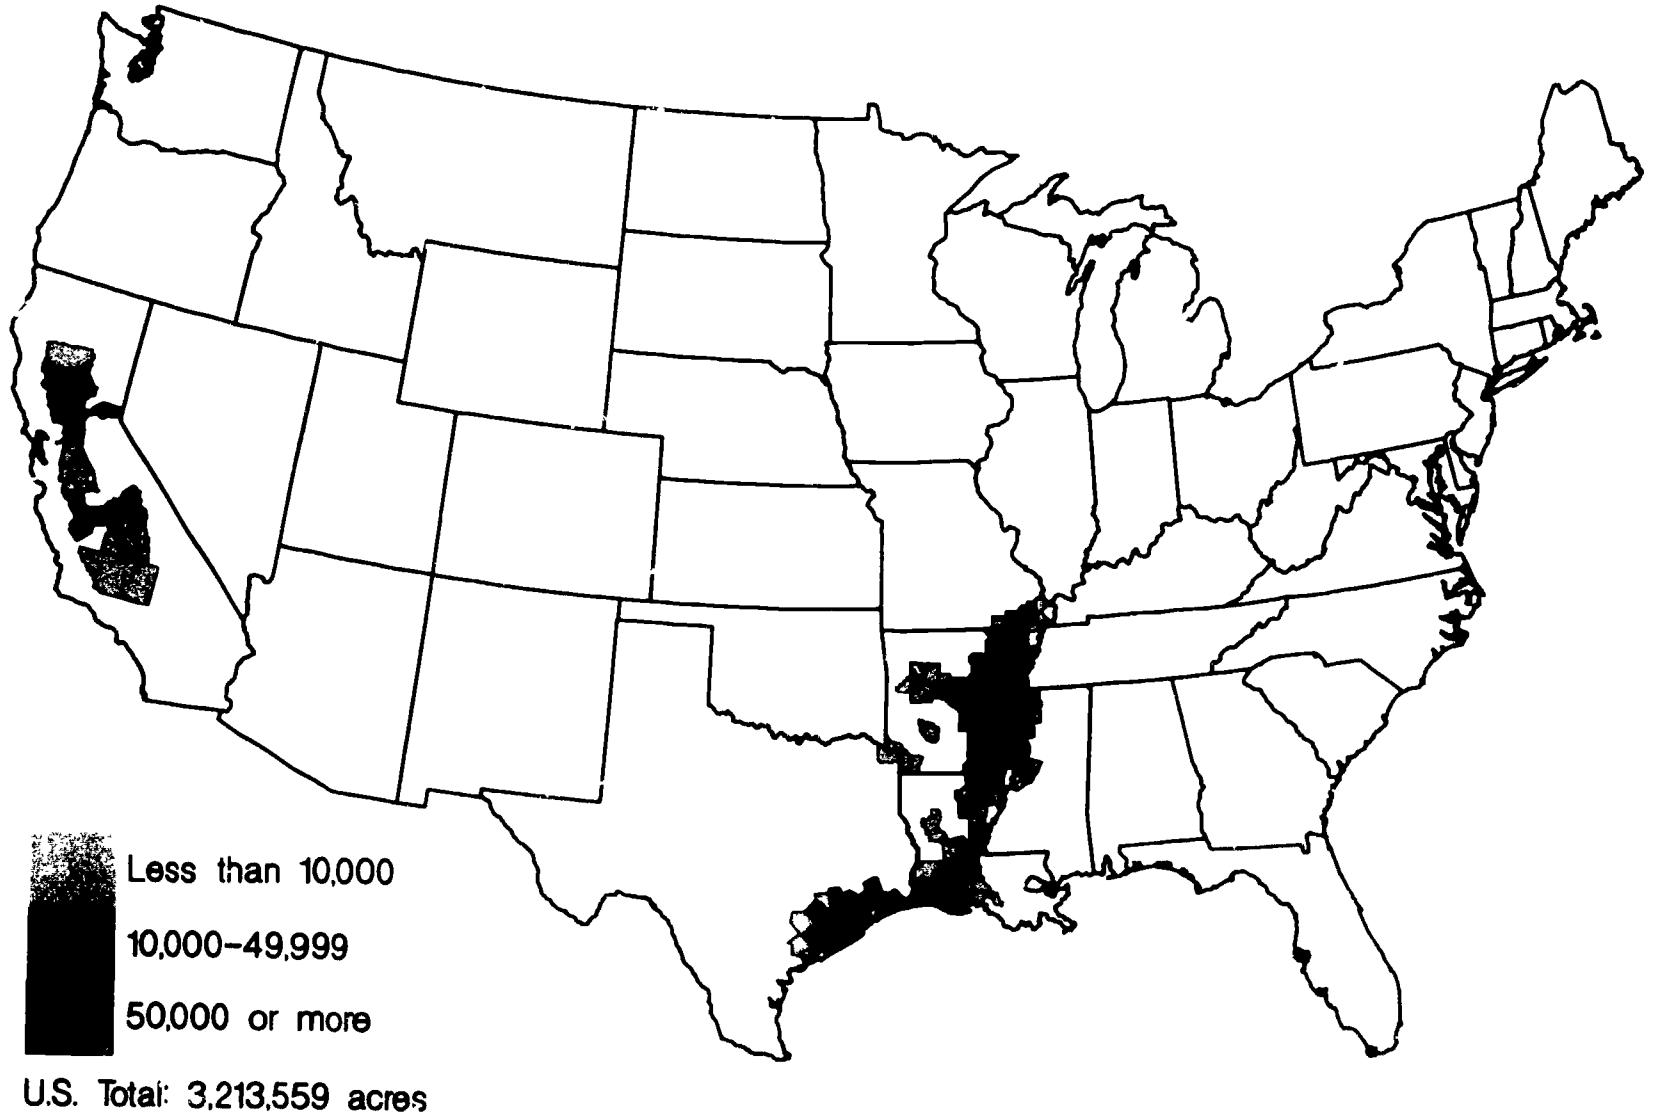 Less than 10,000
10,000-49,999
50,000 or more
U.S. Total: 3,213,559 acres